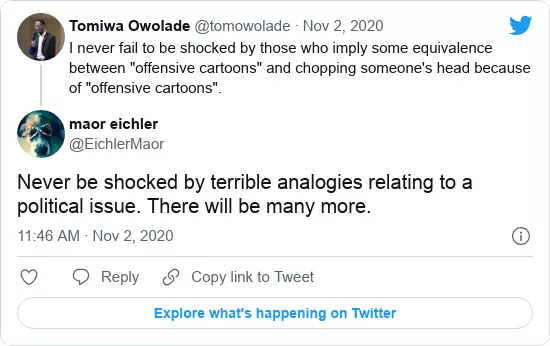 Tomiwa Owolade @tomowolade · Nov 2, 2020
I never fail to be shocked by those who imply some equivalence
between "offensive cartoons" and chopping someone's head because
of "offensive cartoons".
maor eichler
@EichlerMaor
Never be shocked by terrible analogies relating to a
political issue. There will be many more.
11:46 AM · Nov 2, 2020
Reply
Copy link to Tweet
Explore what's happening on Twitter